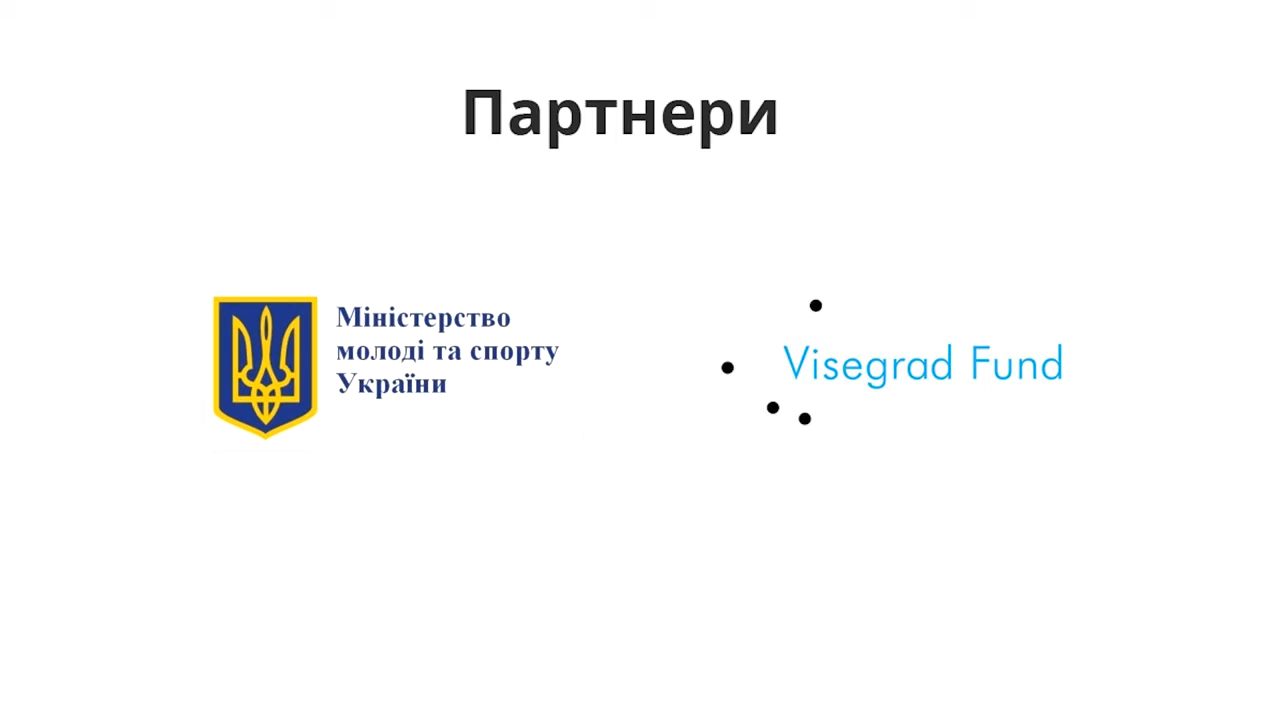 Партнери
Міністерство
молоді та спорту
України
Visegrad Fund